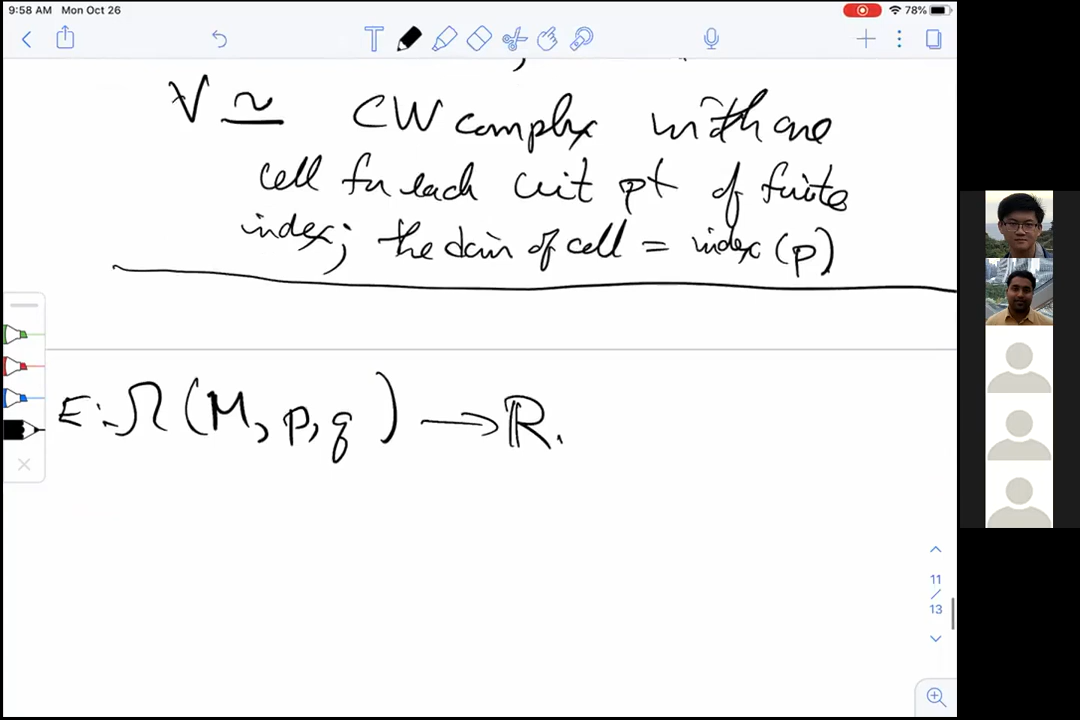 9:58 AM Mon Oct 26
78%
V ≃ CW complex with one
cell for each crit pt of finite
index; the dim of cell = index (p)
E: Ω(M, p, q) → ℝ.
11
/
13